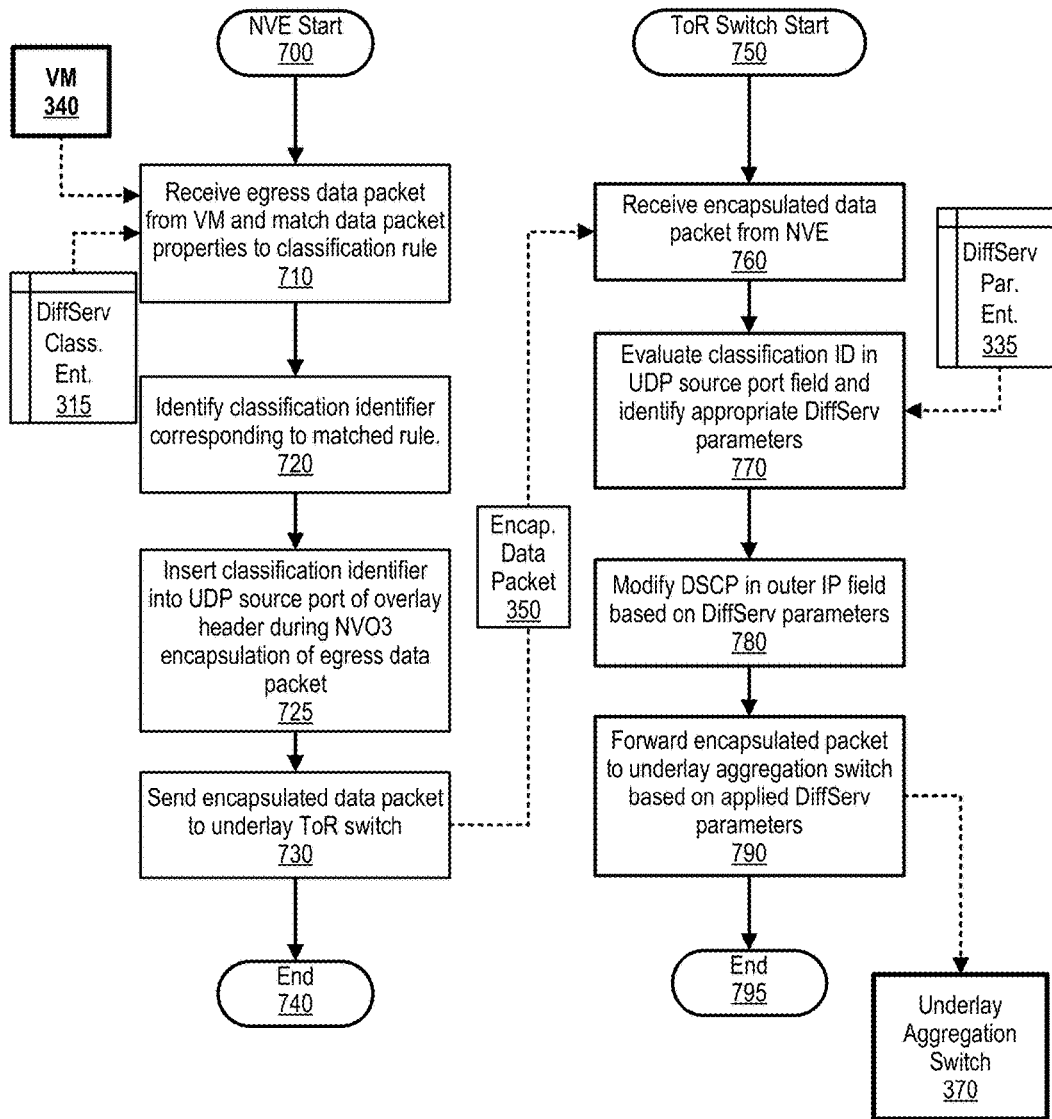 NVE Start
700
VM
340
Receive egress data packet
from VM and match data packet
properties to classification rule
710
DiffServ
Class.
Ent.
315
Identify classification identifier
corresponding to matched rule.
720
Insert classification identifier
into UDP source port of overlay
header during NVO3
encapsulation of egress data
packet
725
Send encapsulated data packet
to underlay ToR switch
730
End
740
Encap.
Data
Packet
350
ToR Switch Start
750
Receive encapsulated data
packet from NVE
760
DiffServ
Par.
Ent.
335
Evaluate classification ID in
UDP source port field and
identify appropriate DiffServ
parameters
770
Modify DSCP in outer IP field
based on DiffServ parameters
780
Forward encapsulated packet
to underlay aggregation switch
based on applied DiffServ
parameters
790
End
795
Underlay
Aggregation
Switch
370